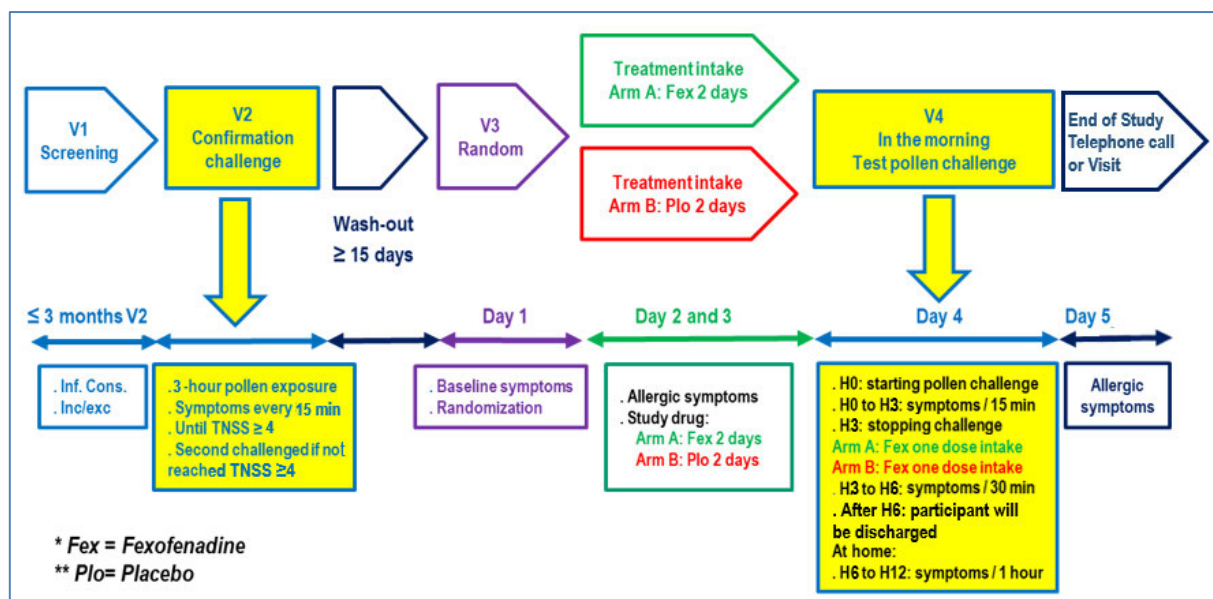 V1
Screening
V2
Confirmation
challenge
Wash-out
≥ 15 days
V3
Random
Treatment intake
Arm A: Fex 2 days
Treatment intake
Arm B: Plo 2 days
V4
In the morning
Test pollen challenge
End of Study
Telephone call
or Visit
≤ 3 months V2
Day 1
Day 2 and 3
Day 4
Day 5
. Inf. Cons.
. Inc/exc
.3-hour pollen exposure
. Symptoms every 15 min
. Until TNSS ≥ 4
. Second challenged if not
reached TNSS ≥4
. Baseline symptoms
. Randomization
. Allergic symptoms
. Study drug:
Arm A: Fex 2 days
Arm B: Plo 2 days
. H0: starting pollen challenge
. H0 to H3: symptoms / 15 min
. H3: stopping challenge
Arm A: Fex one dose intake
Arm B: Fex one dose intake
. H3 to H6: symptoms / 30 min
. After H6: participant will
be discharged
At home:
. H6 to H12: symptoms / 1 hour
Allergic
symptoms
* Fex = Fexofenadine
** Plo= Placebo